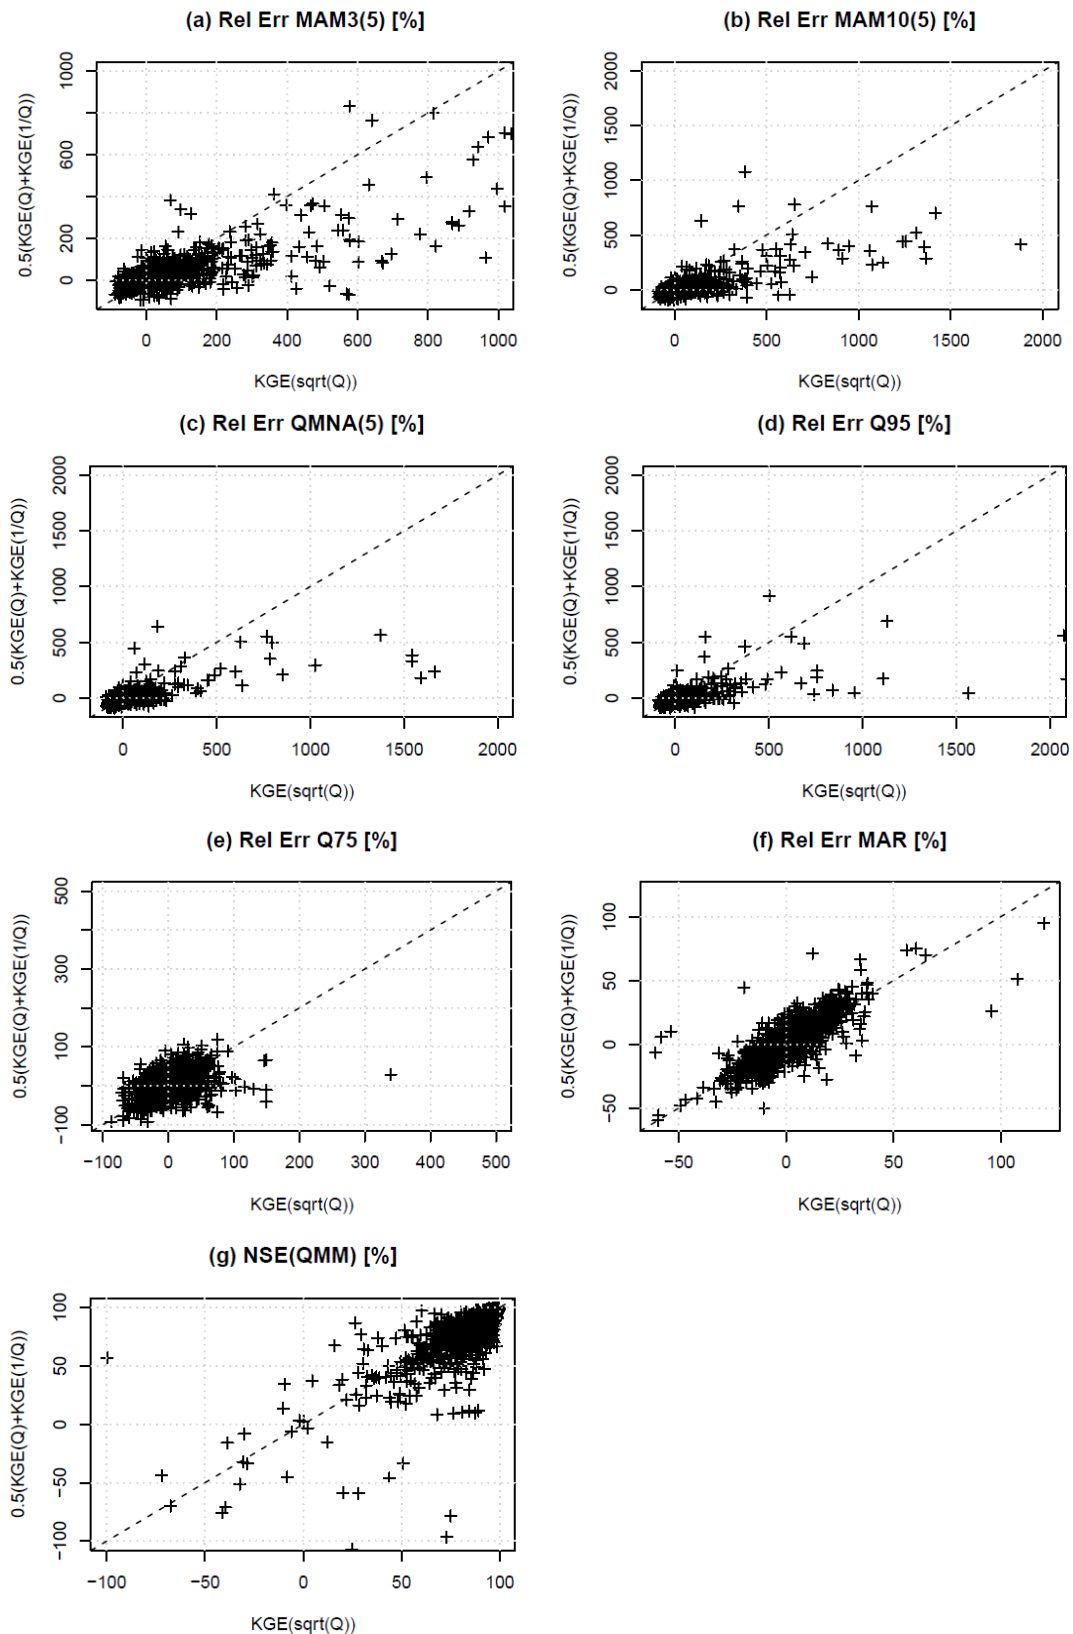 (a) Rel Err MAM3(5) [%]
0.5(KGE(Q)+KGE(1/Q))
1000
600
200
0
0 200 400 600 800 1000
KGE(sqrt(Q))
(b) Rel Err MAM10(5) [%]
0.5(KGE(Q)+KGE(1/Q))
2000
1500
1000
500
0
0 500 1000 1500 2000
KGE(sqrt(Q))
(c) Rel Err QMNA(5) [%]
0.5(KGE(Q)+KGE(1/Q))
2000
1500
1000
500
0
0 500 1000 1500 2000
KGE(sqrt(Q))
(d) Rel Err Q95 [%]
0.5(KGE(Q)+KGE(1/Q))
2000
1500
1000
500
0
0 500 1000 1500 2000
KGE(sqrt(Q))
(e) Rel Err Q75 [%]
0.5(KGE(Q)+KGE(1/Q))
500
300
100
−100
−100 0 100 200 300 400 500
KGE(sqrt(Q))
(f) Rel Err MAR [%]
0.5(KGE(Q)+KGE(1/Q))
100
50
0
−50
−50 0 50 100
KGE(sqrt(Q))
(g) NSE(QMM) [%]
0.5(KGE(Q)+KGE(1/Q))
100
50
0
−50
−100
−100 −50 0 50 100
KGE(sqrt(Q))